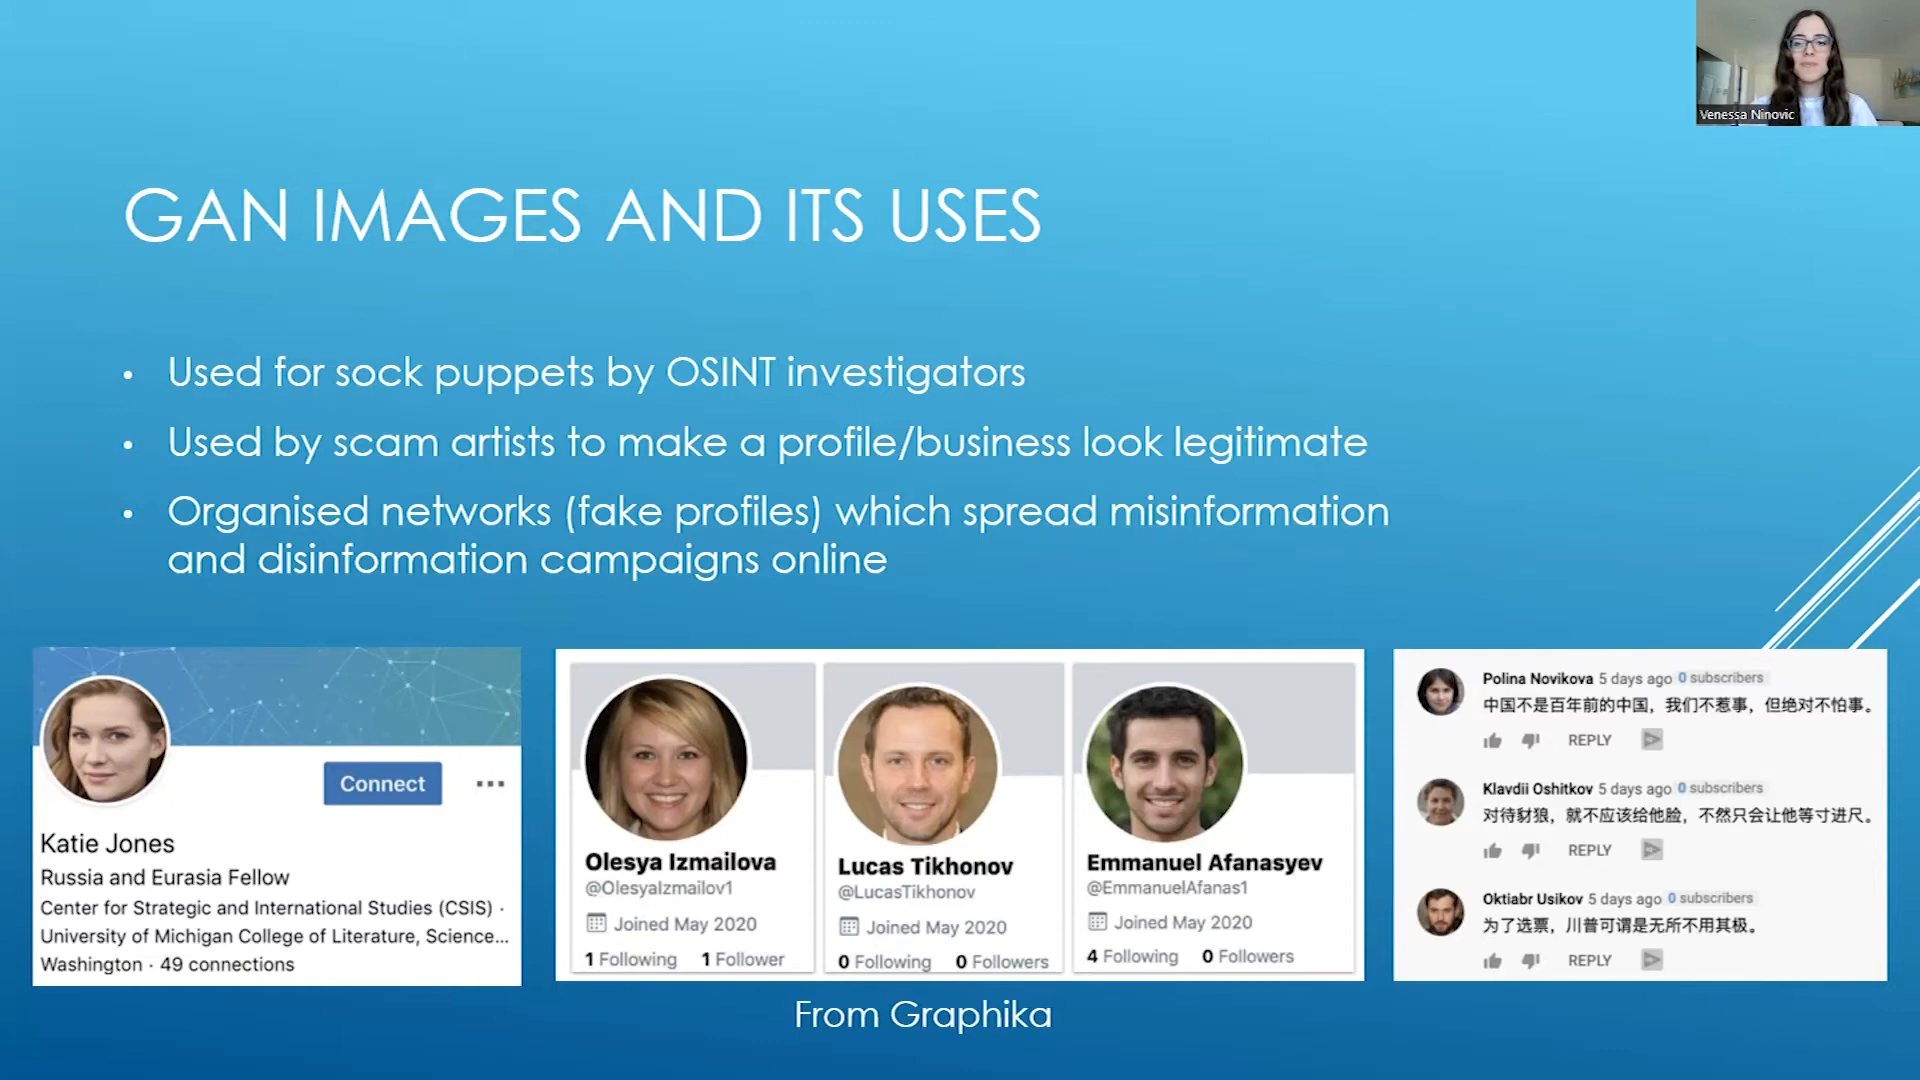 Venessa Ninovic
GAN IMAGES AND ITS USES
• Used for sock puppets by OSINT investigators
• Used by scam artists to make a profile/business look legitimate
• Organised networks (fake profiles) which spread misinformation
and disinformation campaigns online
Connect
Katie Jones
Russia and Eurasia Fellow
Center for Strategic and International Studies (CSIS) ·
University of Michigan College of Literature, Science...
Washington · 49 connections
Olesya Izmailova
@OlesyaIzmailov1
Joined May 2020
1 Following 1 Follower
Lucas Tikhonov
@LucasTikhonov
Joined May 2020
0 Following 0 Followers
Emmanuel Afanasyev
@EmmanuelAfanas1
Joined May 2020
4 Following 0 Followers
Polina Novikova 5 days ago 0 subscribers
中国不是百年前的中国，我们不惹事，但绝对不怕事。
REPLY
Klavdii Oshitkov 5 days ago 0 subscribers
对待豺狼，就不应该给他脸，不然只会让他等寸进尺。
REPLY
Oktiabr Usikov 5 days ago 0 subscribers
为了选票，川普可谓是无所不用其极。
REPLY
From Graphika